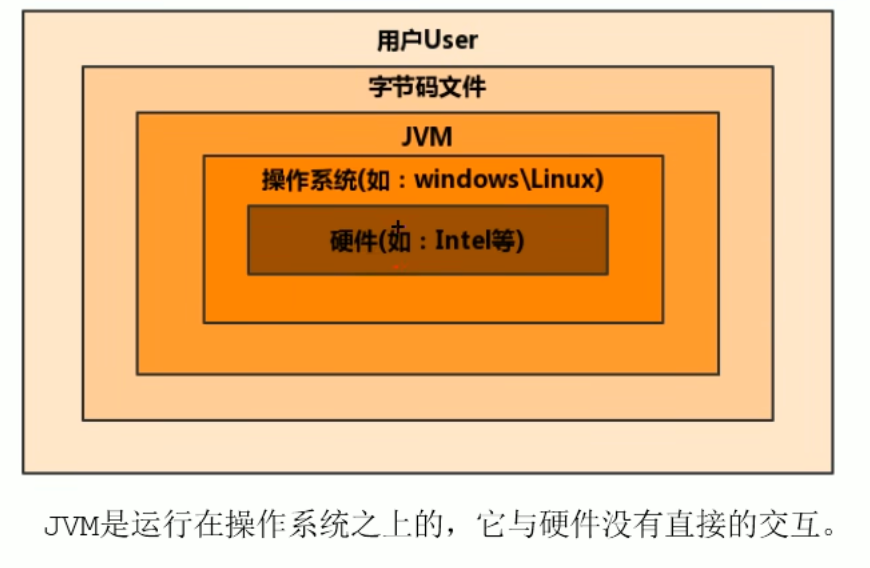 用户User
字节码文件
JVM
操作系统(如：windows\Linux)
硬件(如：Intel等)
JVM是运行在操作系统之上的，它与硬件没有直接的交互。